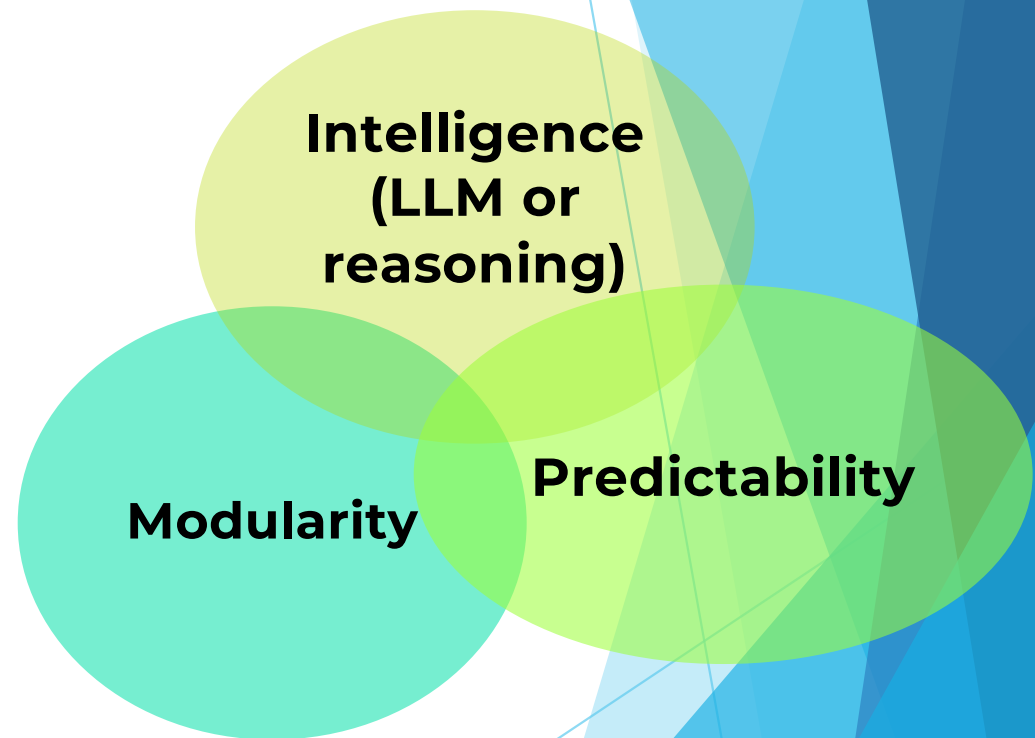 Intelligence
(LLM or
reasoning)
Predictability
Modularity